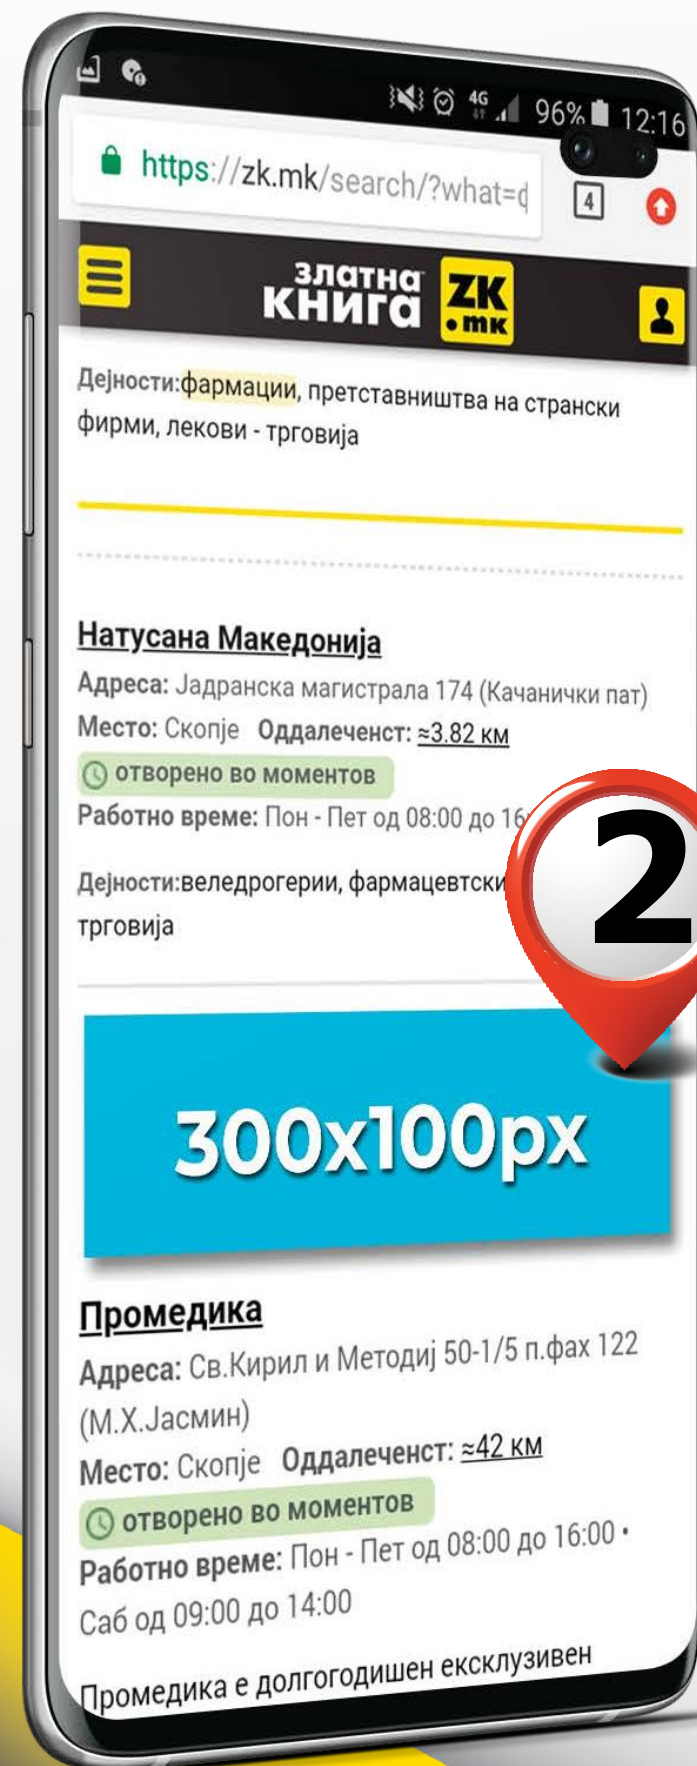 4G 96% 12:16
https://zk.mk/search/?what=
4
златна
книга
ZK
.mk
Дејности:фармации, претставништва на странски
фирми, лекови - трговија
Натусана Македонија
Адреса: Јадранска магистрала 174 (Качанички пат)
Место: Скопје Оддалеченст: ≈3.82 км
отворено во моментов
Работно време: Пон - Пет од 08:00 до
Дејности:веледрогерии, фармацевтски
трговија
2
300x100px
Промедика
Адреса: Св.Кирил и Методиј 50-1/5 п.фах 122
(М.Х.Јасмин)
Место: Скопје Оддалеченст: ≈42 км
отворено во моментов
Работно време: Пон - Пет од 08:00 до 16:00 •
Саб од 09:00 до 14:00
Промедика е долгогодишен ексклузивен